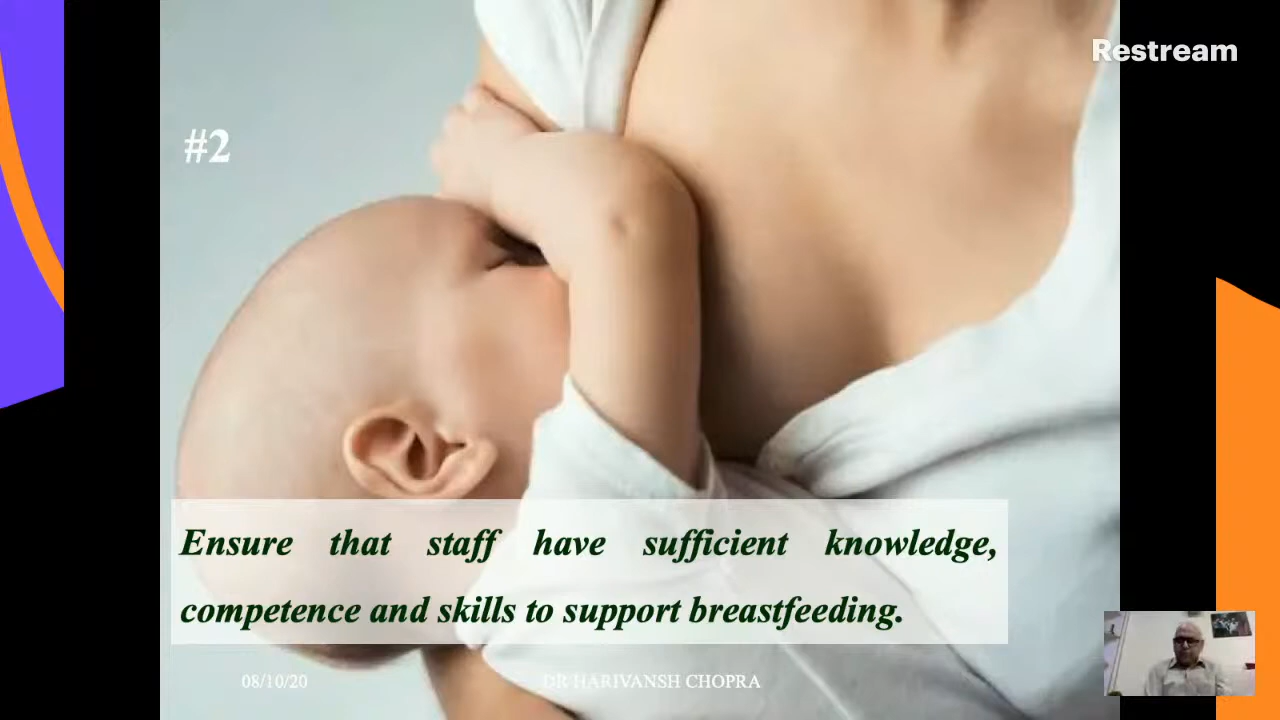 Restream
#2
Ensure that staff have sufficient knowledge,
competence and skills to support breastfeeding.
08/10/20
DR HARIVANSH CHOPRA